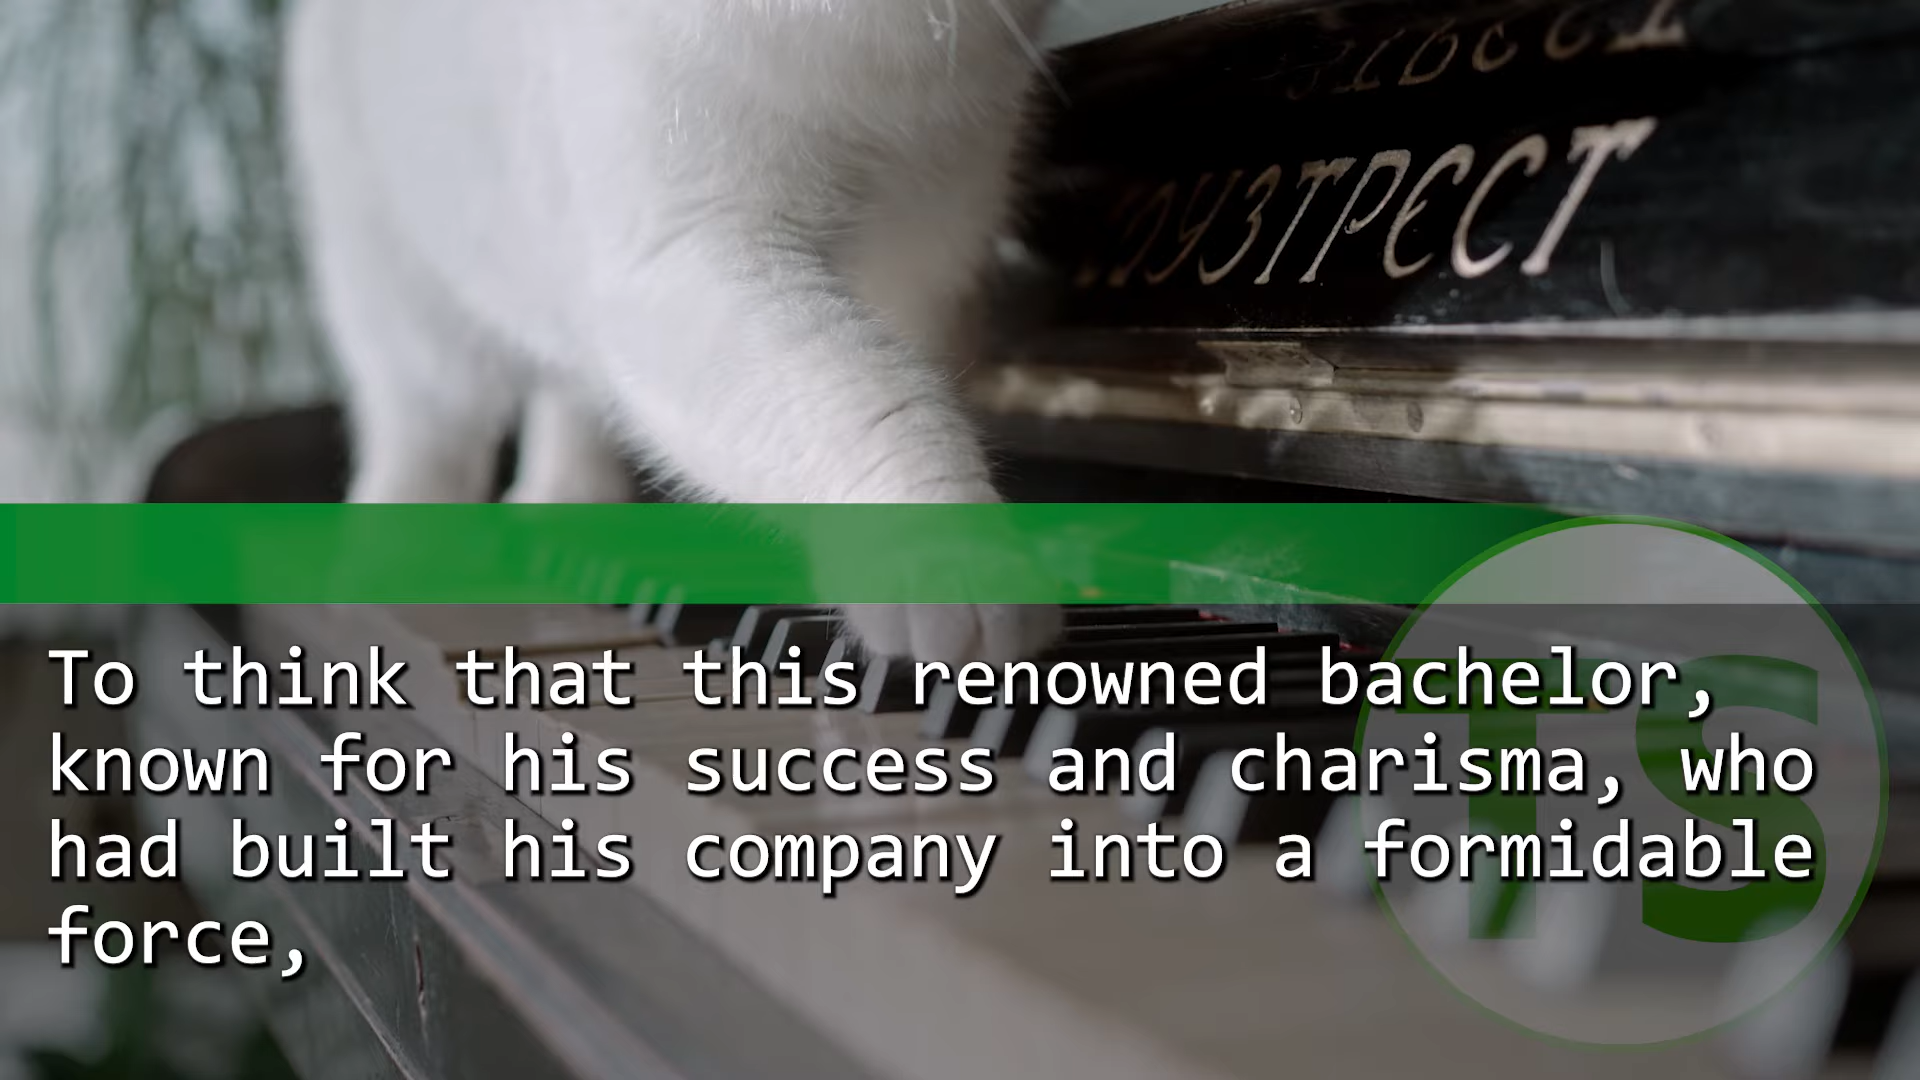 To think that this renowned bachelor,
known for his success and charisma, who
had built his company into a formidable
force,
TS